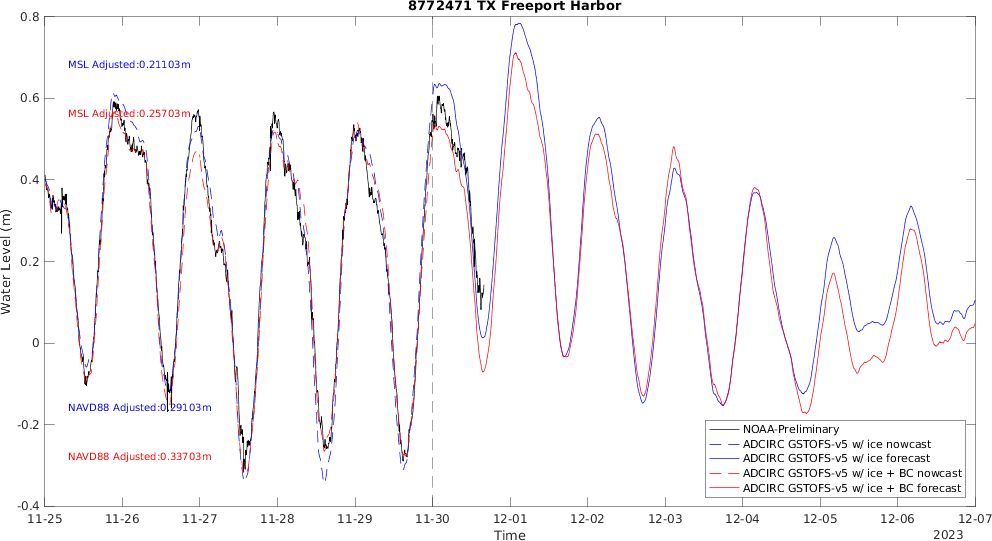 8772471 TX Freeport Harbor
Water Level (m)
0.8
0.6
0.4
0.2
0
-0.2
-0.4
MSL Adjusted:0.21103m
MSL Adjusted:0.25703m
NAVD88 Adjusted:0.29103m
NAVD88 Adjusted:0.33703m
NOAA-Preliminary
ADCIRC GSTOFS-v5 w/ ice nowcast
ADCIRC GSTOFS-v5 w/ ice forecast
ADCIRC GSTOFS-v5 w/ ice + BC nowcast
ADCIRC GSTOFS-v5 w/ ice + BC forecast
11-25 11-26 11-27 11-28 11-29 11-30 12-01 12-02 12-03 12-04 12-05 12-06 12-07
Time
2023